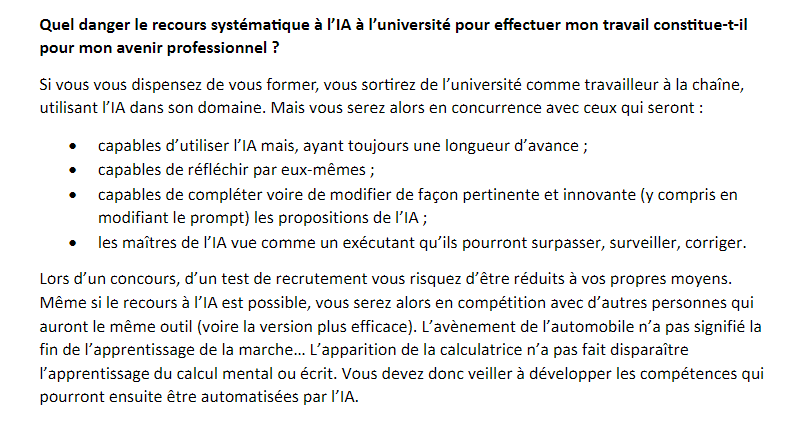 Quel danger le recours systématique à l’IA à l’université pour effectuer mon travail constitue-t-il
pour mon avenir professionnel ?
Si vous vous dispensez de vous former, vous sortirez de l’université comme travailleur à la chaîne,
utilisant l’IA dans son domaine. Mais vous serez alors en concurrence avec ceux qui seront :
• capables d’utiliser l’IA mais, ayant toujours une longueur d’avance ;
• capables de réfléchir par eux-mêmes ;
• capables de compléter voire de modifier de façon pertinente et innovante (y compris en
modifiant le prompt) les propositions de l’IA ;
• les maîtres de l’IA vue comme un exécutant qu’ils pourront surpasser, surveiller, corriger.
Lors d’un concours, d’un test de recrutement vous risquez d’être réduits à vos propres moyens.
Même si le recours à l’IA est possible, vous serez alors en compétition avec d’autres personnes qui
auront le même outil (voire la version plus efficace). L’avènement de l’automobile n’a pas signifié la
fin de l’apprentissage de la marche… L’apparition de la calculatrice n’a pas fait disparaître
l’apprentissage du calcul mental ou écrit. Vous devez donc veiller à développer les compétences qui
pourront ensuite être automatisées par l’IA.